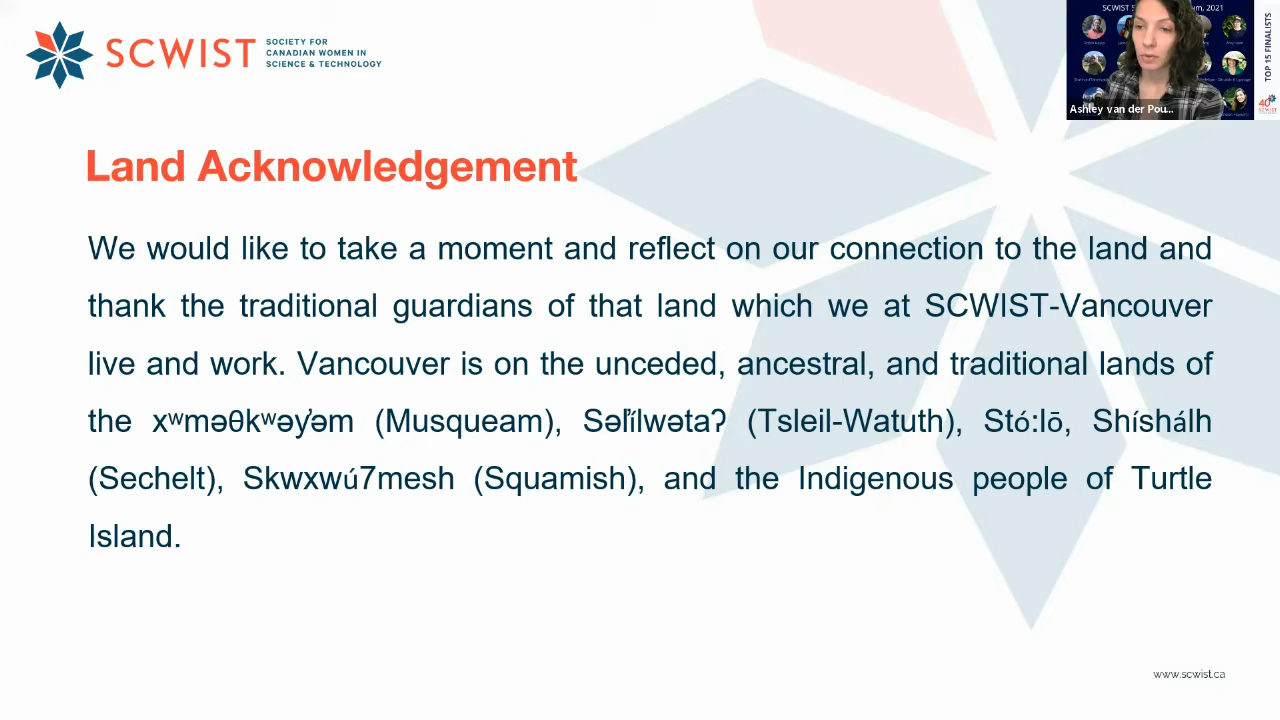 SCWIST
SOCIETY FOR
CANADIAN WOMEN IN
SCIENCE & TECHNOLOGY
um, 2021
TOP 15 FINALISTS
Ashley van der Pou...
40
Land Acknowledgement
We would like to take a moment and reflect on our connection to the land and
thank the traditional guardians of that land which we at SCWIST-Vancouver
live and work. Vancouver is on the unceded, ancestral, and traditional lands of
the xʷməθkʷəy̓əm (Musqueam), Səl̓ílwətaʔ (Tsleil-Watuth), Stó:lō, Shíshálh
(Sechelt), Skwxwú7mesh (Squamish), and the Indigenous people of Turtle
Island.
www.scwist.ca